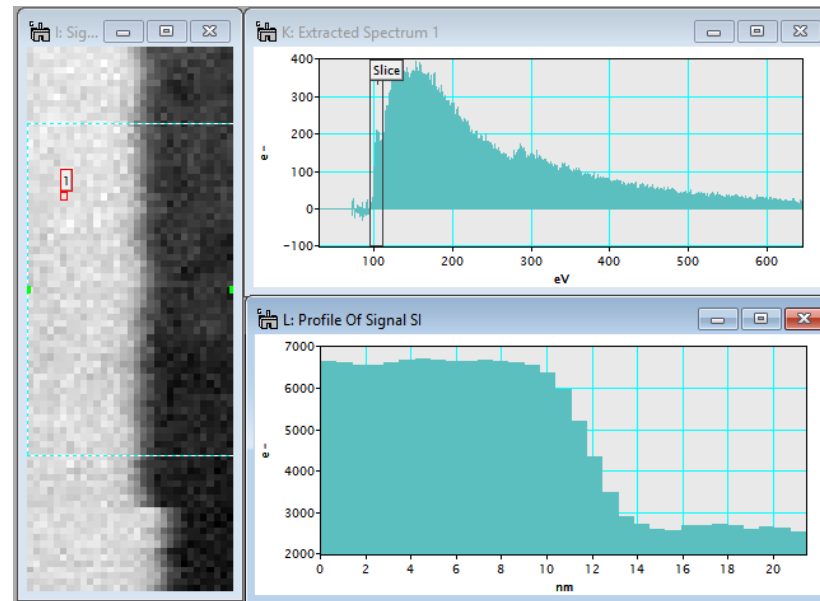 I: Sig...
1
K: Extracted Spectrum 1
Slice
400
300
200
100
0
-100
e-
100 200 300 400 500 600
eV
L: Profile Of Signal SI
7000
6000
5000
4000
3000
2000
e-
0 2 4 6 8 10 12 14 16 18 20
nm